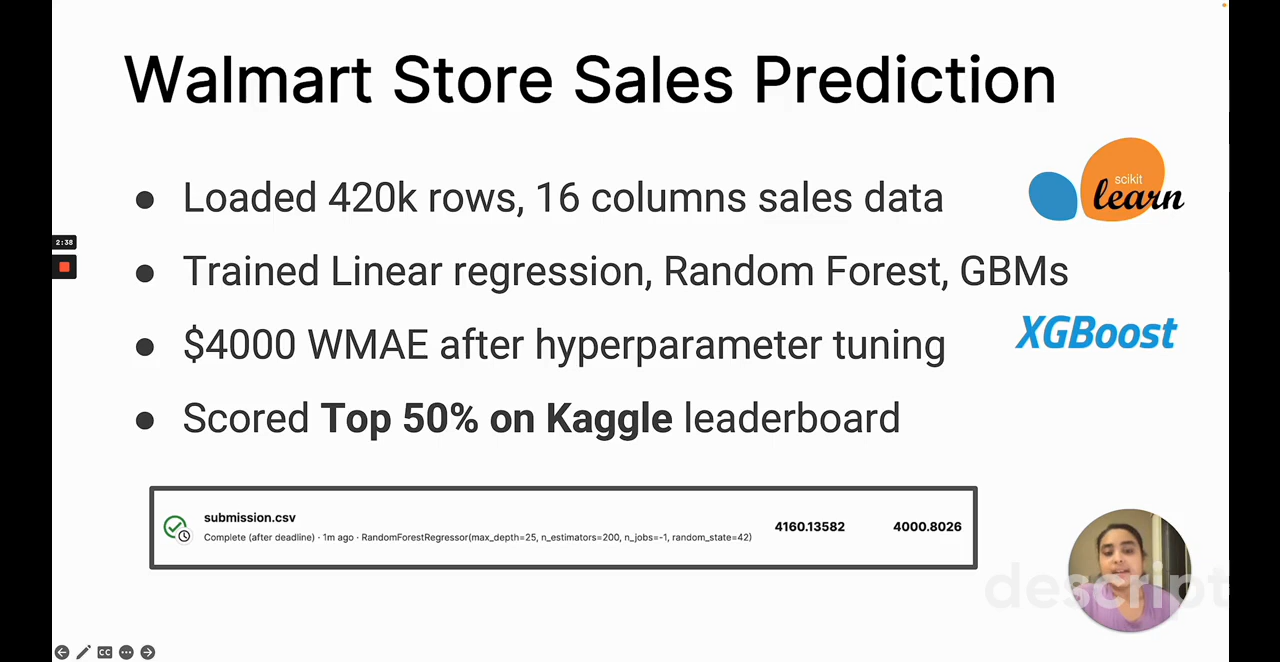 Walmart Store Sales Prediction
● Loaded 420k rows, 16 columns sales data
scikit
learn
2:38
● Trained Linear regression, Random Forest, GBMs
● $4000 WMAE after hyperparameter tuning
XGBoost
● Scored Top 50% on Kaggle leaderboard
submission.csv
Complete (after deadline) · 1m ago · RandomForestRegressor(max_depth=25, n_estimators=200, n_jobs=-1, random_state=42)
4160.13582 4000.8026
descript
CC